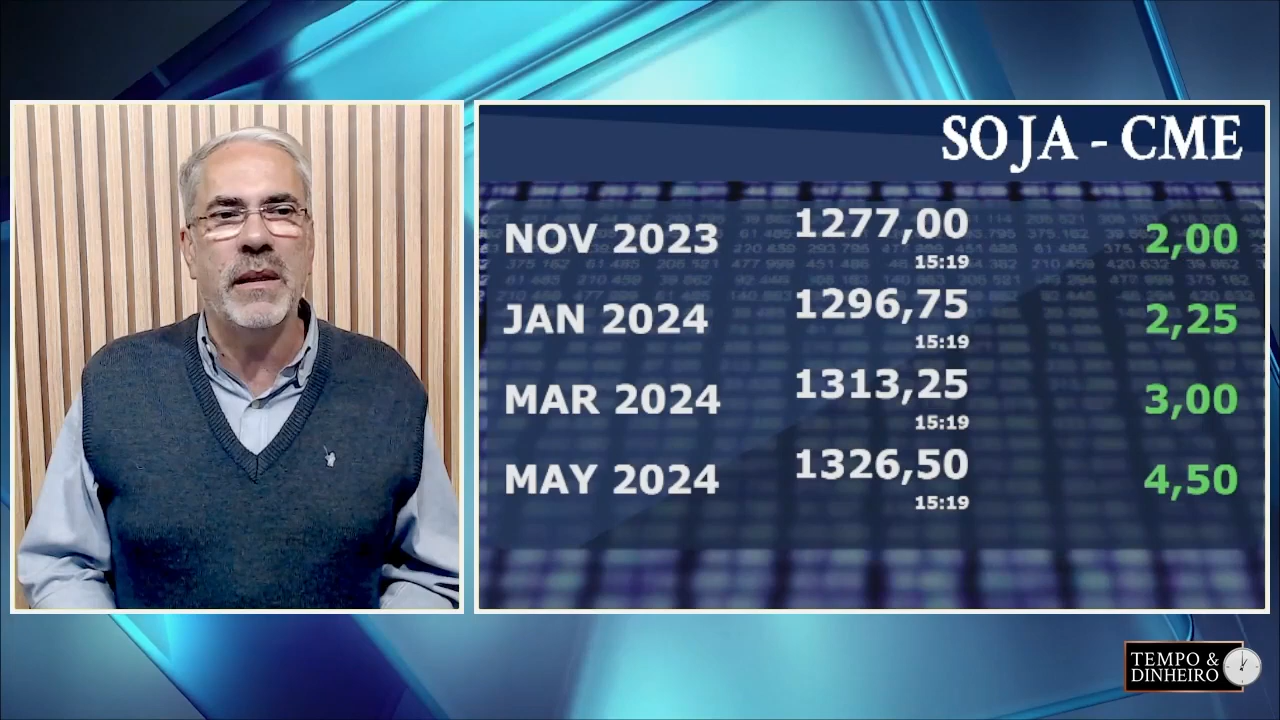 SOJA - CME
NOV 2023 1277,00 2,00
15:19
JAN 2024 1296,75 2,25
15:19
MAR 2024 1313,25 3,00
15:19
MAY 2024 1326,50 4,50
15:19
TEMPO &
DINHEIRO